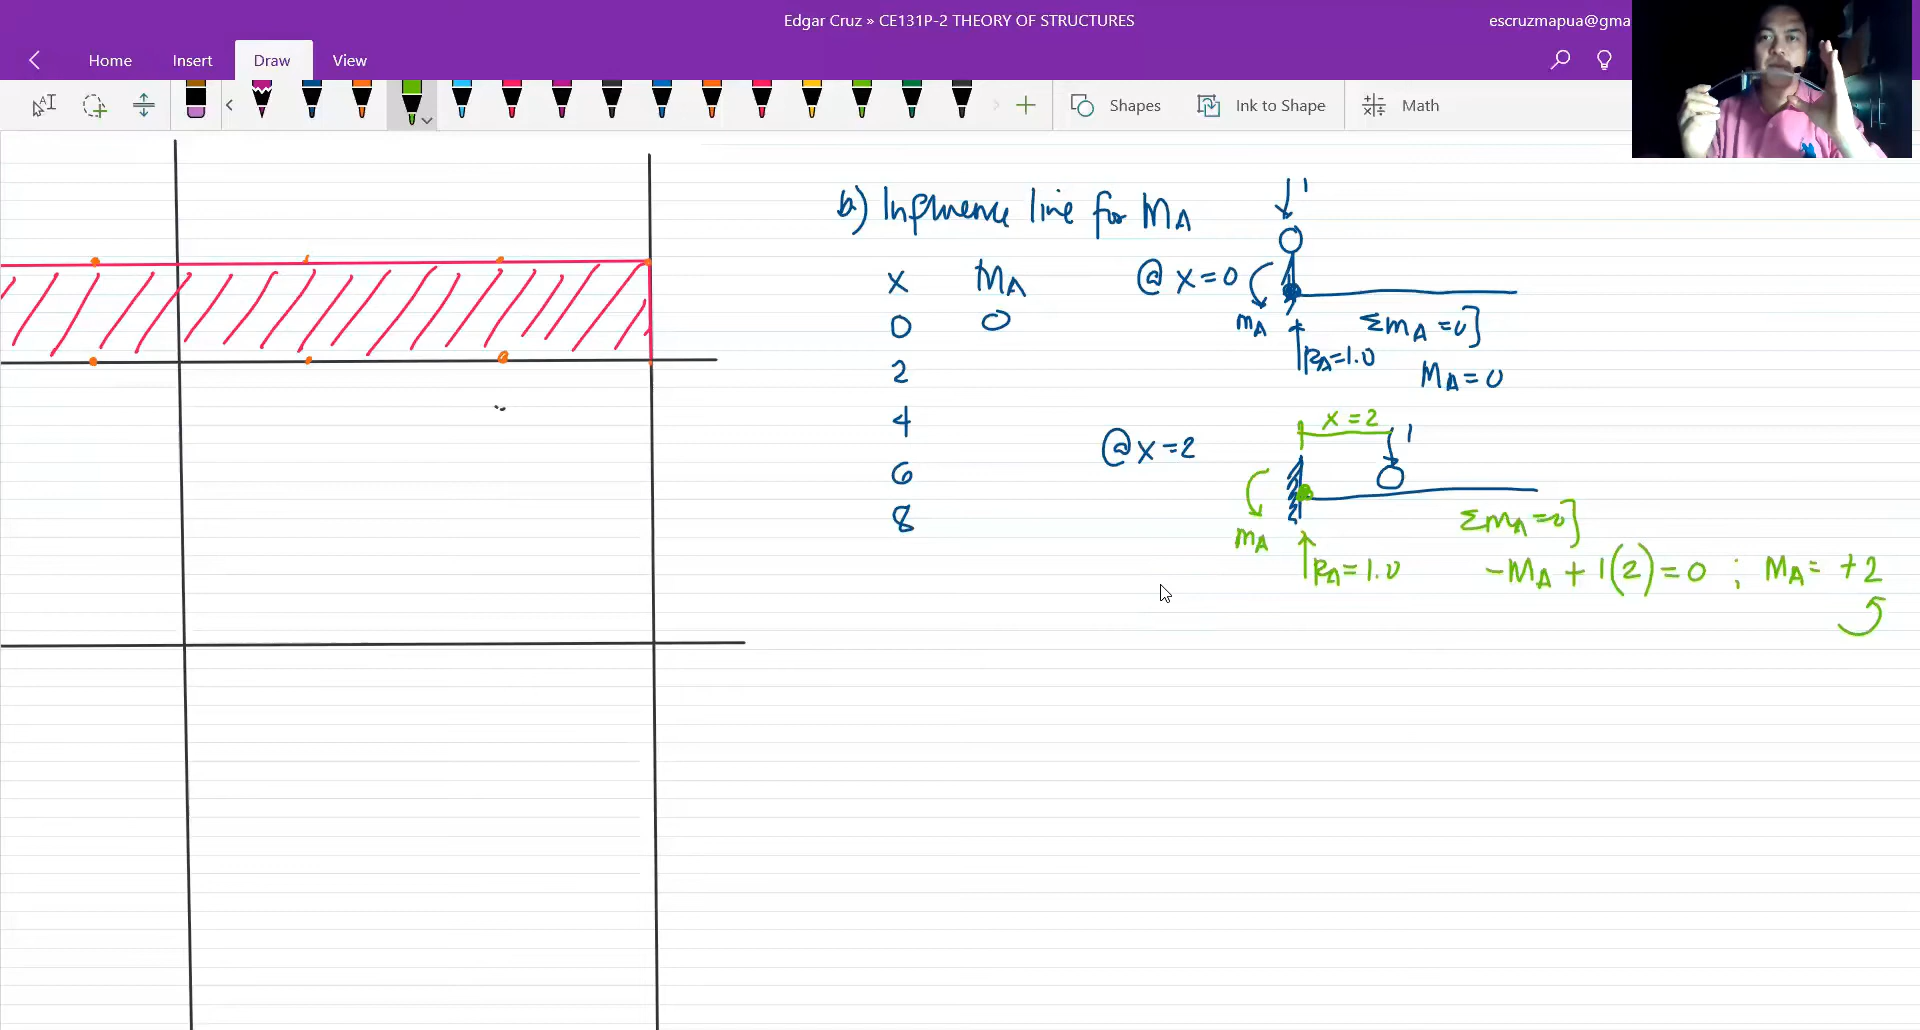 Edgar Cruz » CE131P-2 THEORY OF STRUCTURES
escruzmapua@gma
Home Insert Draw View
Shapes Ink to Shape Math
b) Influence line for MA
1
x MA
0 0
2
4
6
8
@ x=0
MA
RA=1.0
ΣMA=0]
MA=0
@ x=2
x=2
1
MA
RA=1.0
ΣMA=0]
-MA + 1(2) = 0 ; MA= +2